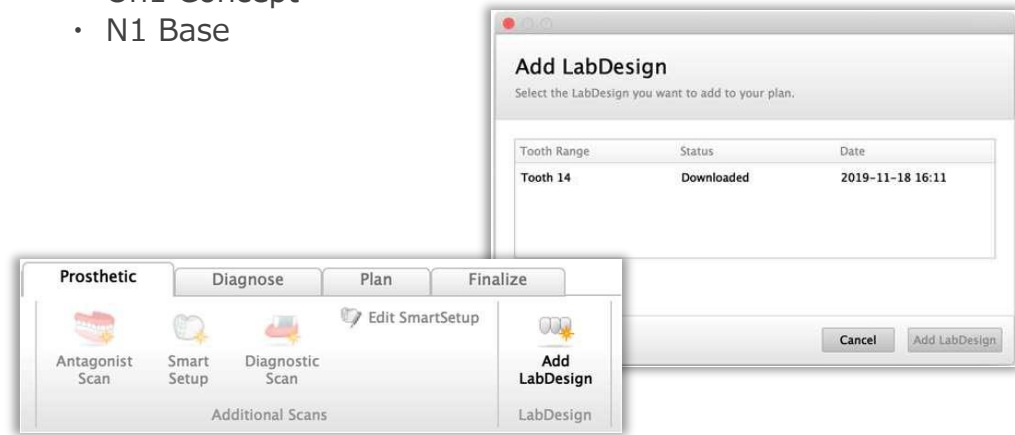 On1 Concept
· N1 Base
Add LabDesign
Select the LabDesign you want to add to your plan.
Tooth Range Status Date
Tooth 14 Downloaded 2019-11-18 16:11
Cancel Add LabDesign
Prosthetic Diagnose Plan Finalize
Antagonist Scan
Smart Setup
Diagnostic Scan
Edit SmartSetup
Add LabDesign
Additional Scans LabDesign